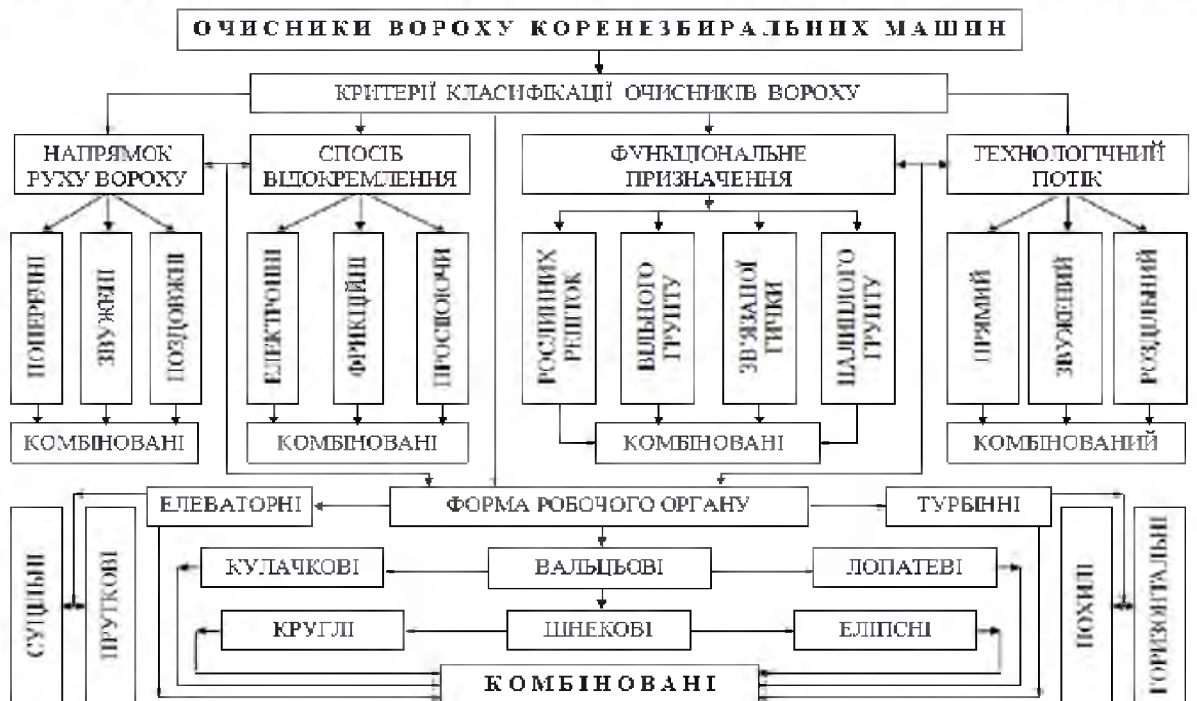 ОЧИСНИКИ ВОРОХУ КОРЕНЕЗБИРАЛЬНИХ МАШИН
КРИТЕРІЇ КЛАСИФІКАЦІЇ ОЧИСНИКІВ ВОРОХУ
НАПРЯМОК
РУХУ ВОРОХУ
СПОСІБ
ВІДОКРЕМЛЕННЯ
ФУНКЦІОНАЛЬНЕ
ПРИЗНАЧЕННЯ
ТЕХНОЛОГІЧНИЙ
ПОТІК
ПОПЕРЕЧНІ
ЗВУЖЕНІ
ПОЗДОВЖНІ
ЕЛЕКТРОННІ
ФРИКЦІЙНІ
ПРОСІЮЮЧИ
РОСЛИННИХ
РЕШТОК
ВІЛЬНОГО
ГРУНТУ
ЗВ'ЯЗАНОЇ
ГИЧКИ
НАЛИПЛОГО
ГРУНТУ
ПРЯМИЙ
ЗВУЖЕНИЙ
РОЗДІЛЬНИЙ
КОМБІНОВАНІ
КОМБІНОВАНІ
КОМБІНОВАНІ
КОМБІНОВАНИЙ
ЕЛЕВАТОРНІ
ФОРМА РОБОЧОГО ОРГАНУ
ТУРБІННІ
СУЦІЛЬНІ
ПРУТКОВІ
КУЛАЧКОВІ
ВАЛЬЦЬОВІ
ЛОПАТЕВІ
ПОХИЛІ
ГОРИЗОНТАЛЬНІ
КРУГЛІ
ШНЕКОВІ
ЕЛІПСНІ
КОМБІНОВАНІ